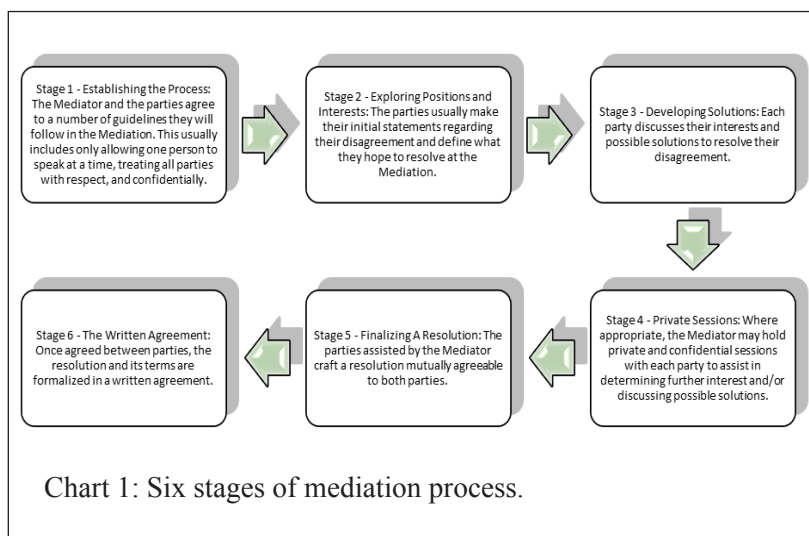 Stage 1 - Establishing the Process:
The Mediator and the parties agree
to a number of guidelines they will
follow in the Mediation. This usually
includes only allowing one person to
speak at a time, treating all parties
with respect, and confidentially.
Stage 2 - Exploring Positions and
Interests: The parties usually make
their initial statements regarding
their disagreement and define what
they hope to resolve at the
Mediation.
Stage 3 - Developing Solutions: Each
party discusses their interests and
possible solutions to resolve their
disagreement.
Stage 4 - Private Sessions: Where
appropriate, the Mediator may hold
private and confidential sessions
with each party to assist in
determining further interest and/or
discussing possible solutions.
Stage 5 - Finalizing A Resolution: The
parties assisted by the Mediator
craft a resolution mutually agreeable
to both parties.
Stage 6 - The Written Agreement:
Once agreed between parties, the
resolution and its terms are
formalized in a written agreement.
Chart 1: Six stages of mediation process.